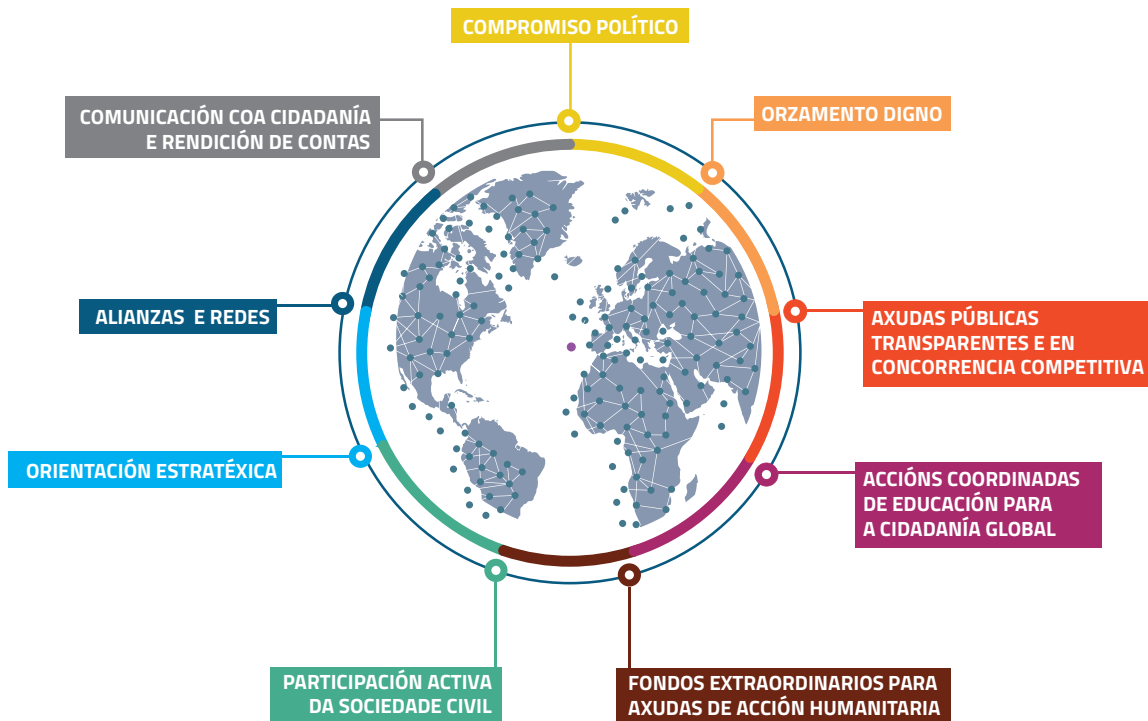 COMPROMISO POLÍTICO
ORZAMENTO DIGNO
AXUDAS PÚBLICAS
TRANSPARENTES E EN
CONCORRENCIA COMPETITIVA
ACCIÓNS COORDINADAS
DE EDUCACIÓN PARA
A CIDADANÍA GLOBAL
FONDOS EXTRAORDINARIOS PARA
AXUDAS DE ACCIÓN HUMANITARIA
PARTICIPACIÓN ACTIVA
DA SOCIEDADE CIVIL
ORIENTACIÓN ESTRATÉXICA
ALIANZAS E REDES
COMUNICACIÓN COA CIDADANÍA
E RENDICIÓN DE CONTAS